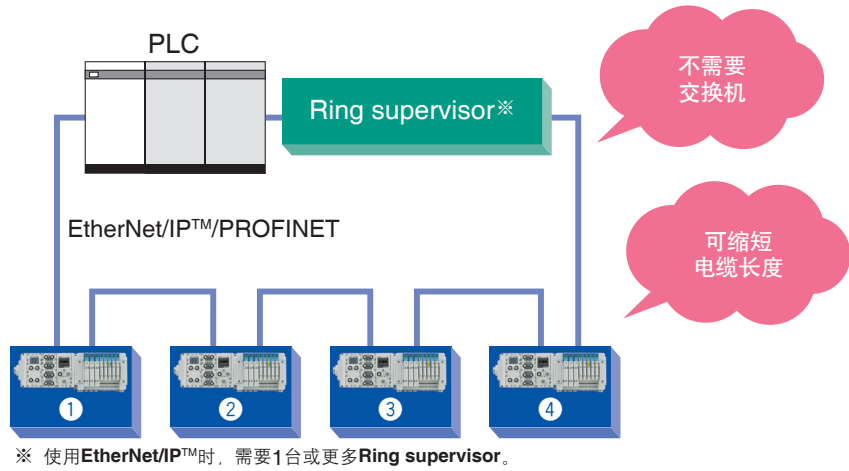 PLC
Ring supervisor※
不需要
交换机
EtherNet/IP™/PROFINET
可缩短
电缆长度
1
2
3
4
※ 使用EtherNet/IP™时，需要1台或更多Ring supervisor。